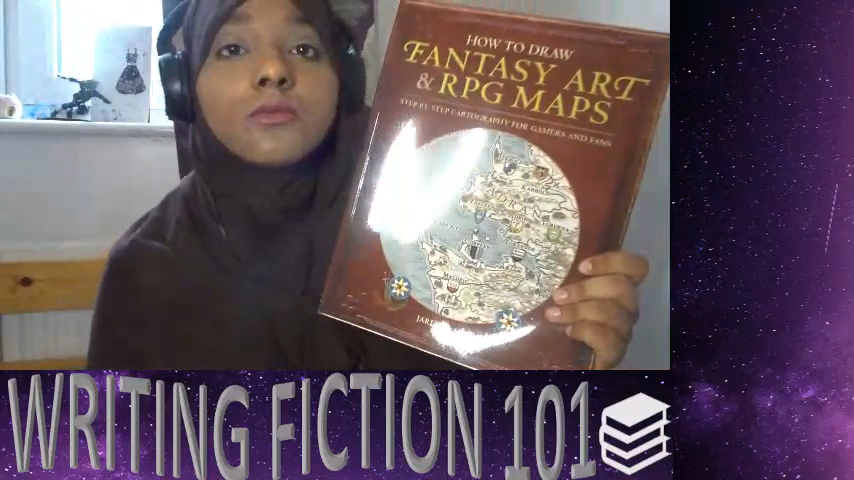 HOW TO DRAW
FANTASY ART
& RPG MAPS
STEP BY STEP CARTOGRAPHY FOR GAMERS AND FANS
WRITING FICTION 101